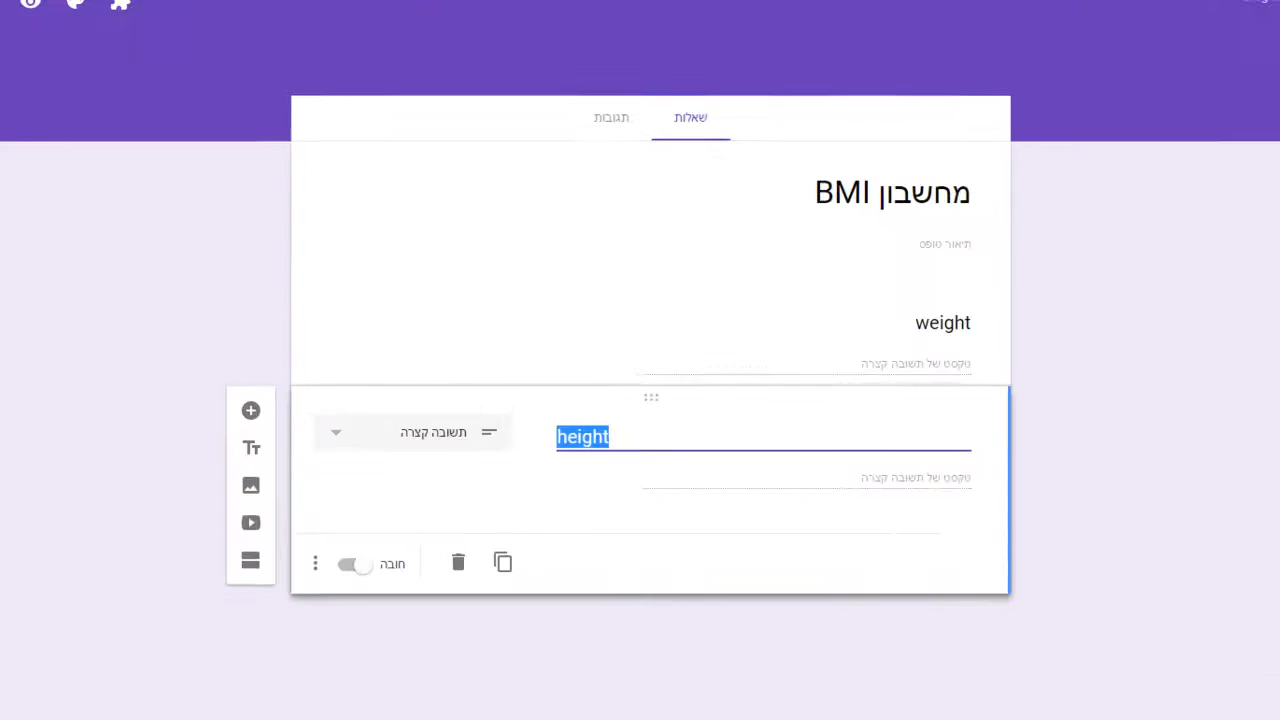 שאלות
תגובות
מחשבון BMI
תיאור טופס
weight
טקסט של תשובה קצרה
height
תשובה קצרה
טקסט של תשובה קצרה
חובה